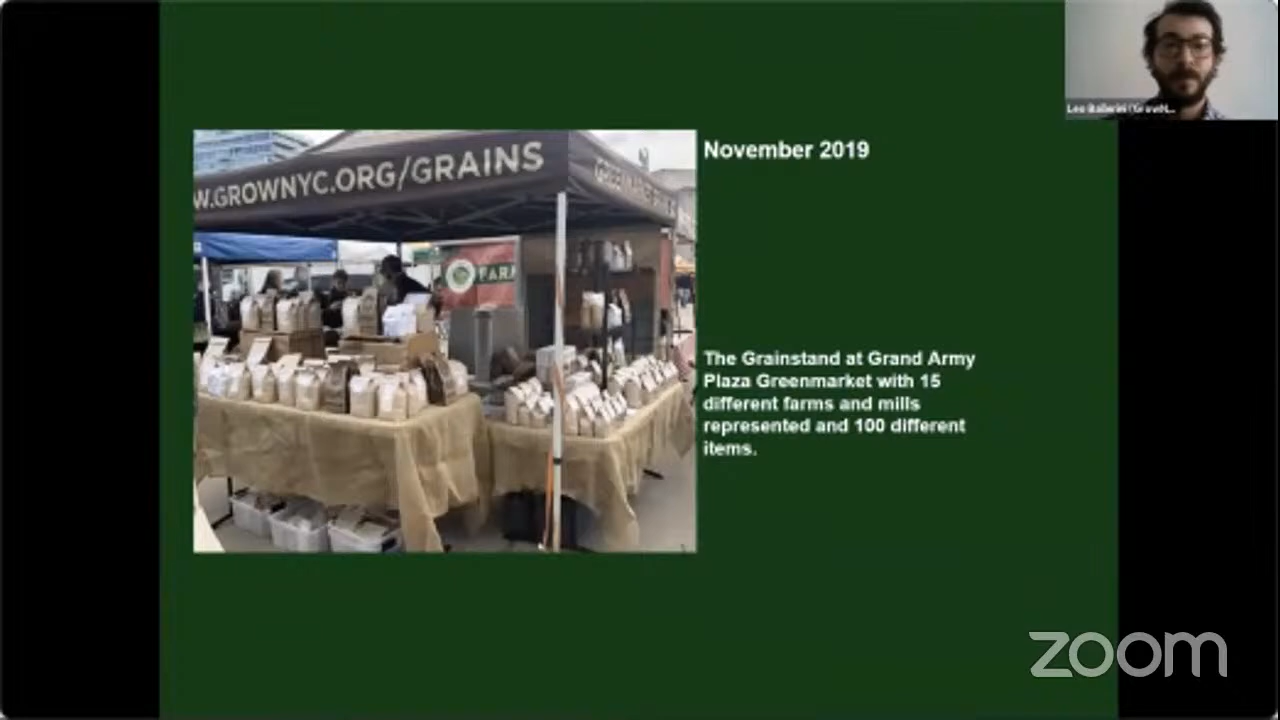 W.GROWNYC.ORG/GRAINS
FAR
November 2019
The Grainstand at Grand Army
Plaza Greenmarket with 15
different farms and mills
represented and 100 different
items.
zoom